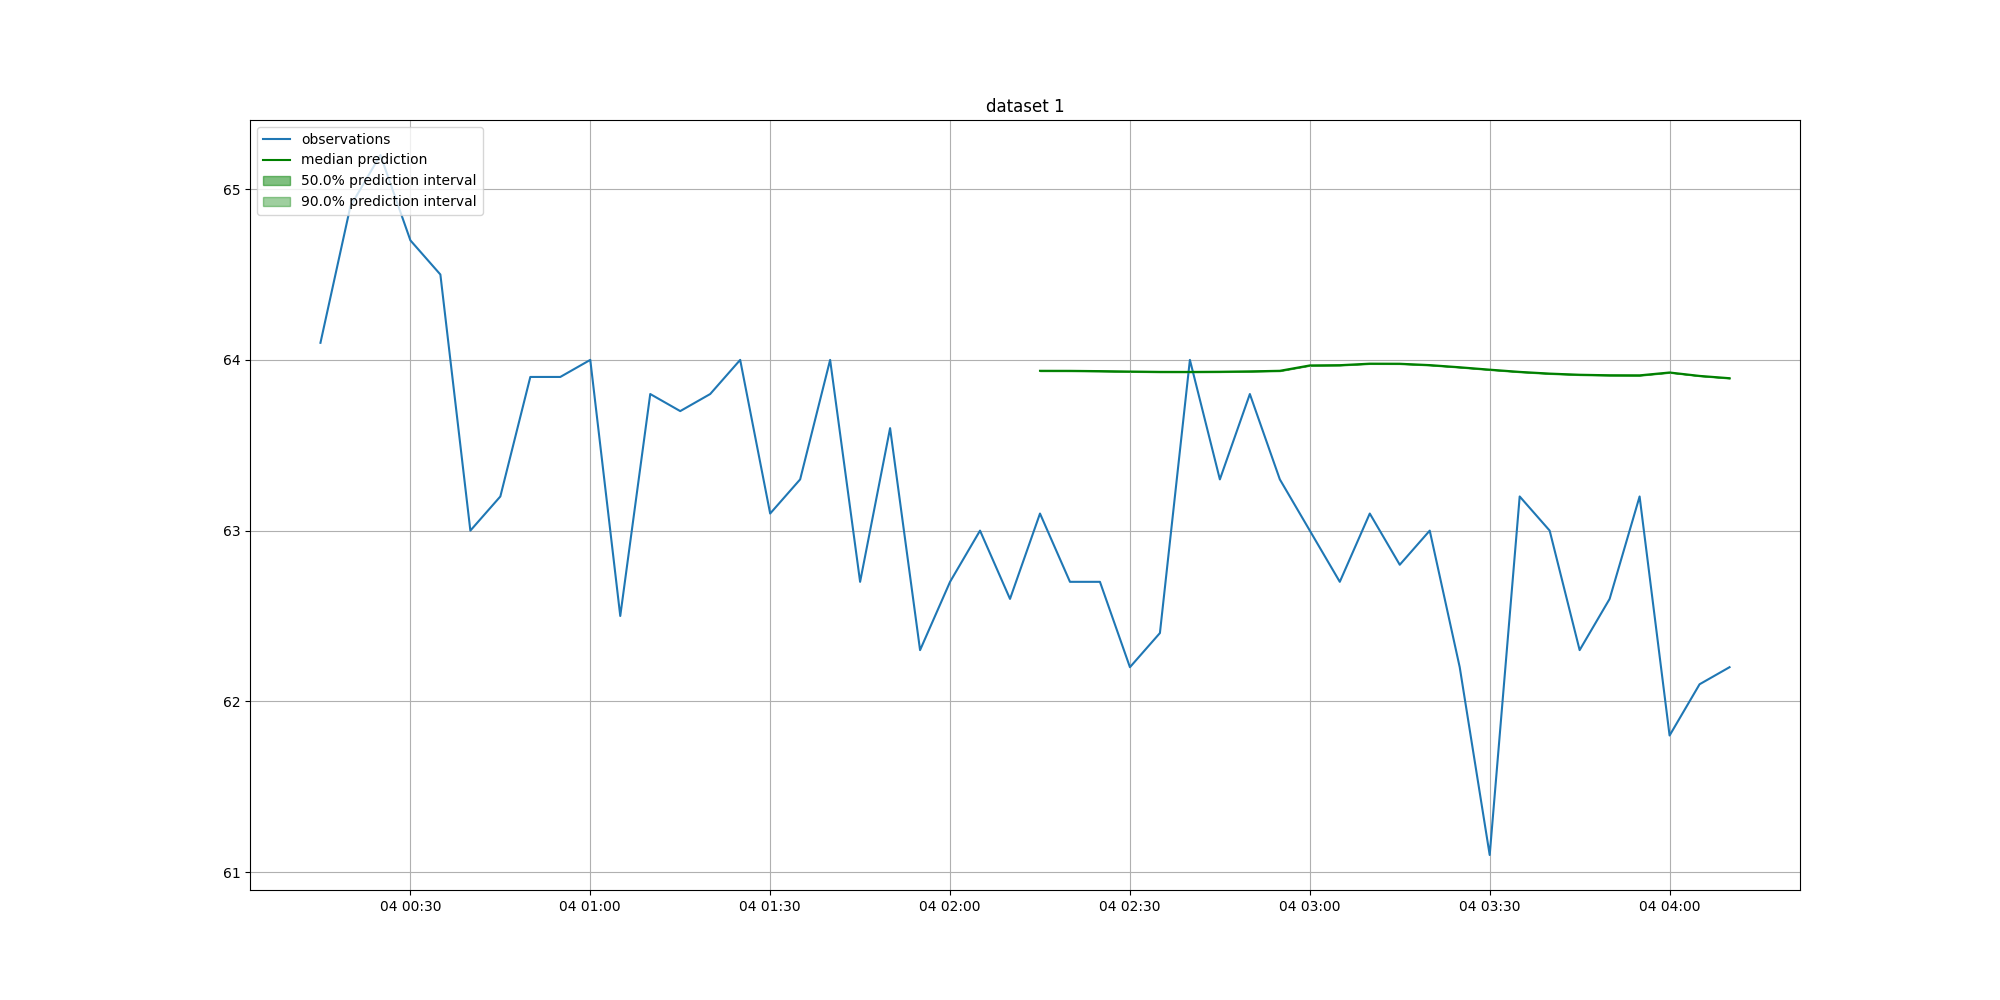 dataset 1
observations
median prediction
50.0% prediction interval
90.0% prediction interval
65
64
63
62
61
04 00:30 04 01:00 04 01:30 04 02:00 04 02:30 04 03:00 04 03:30 04 04:00